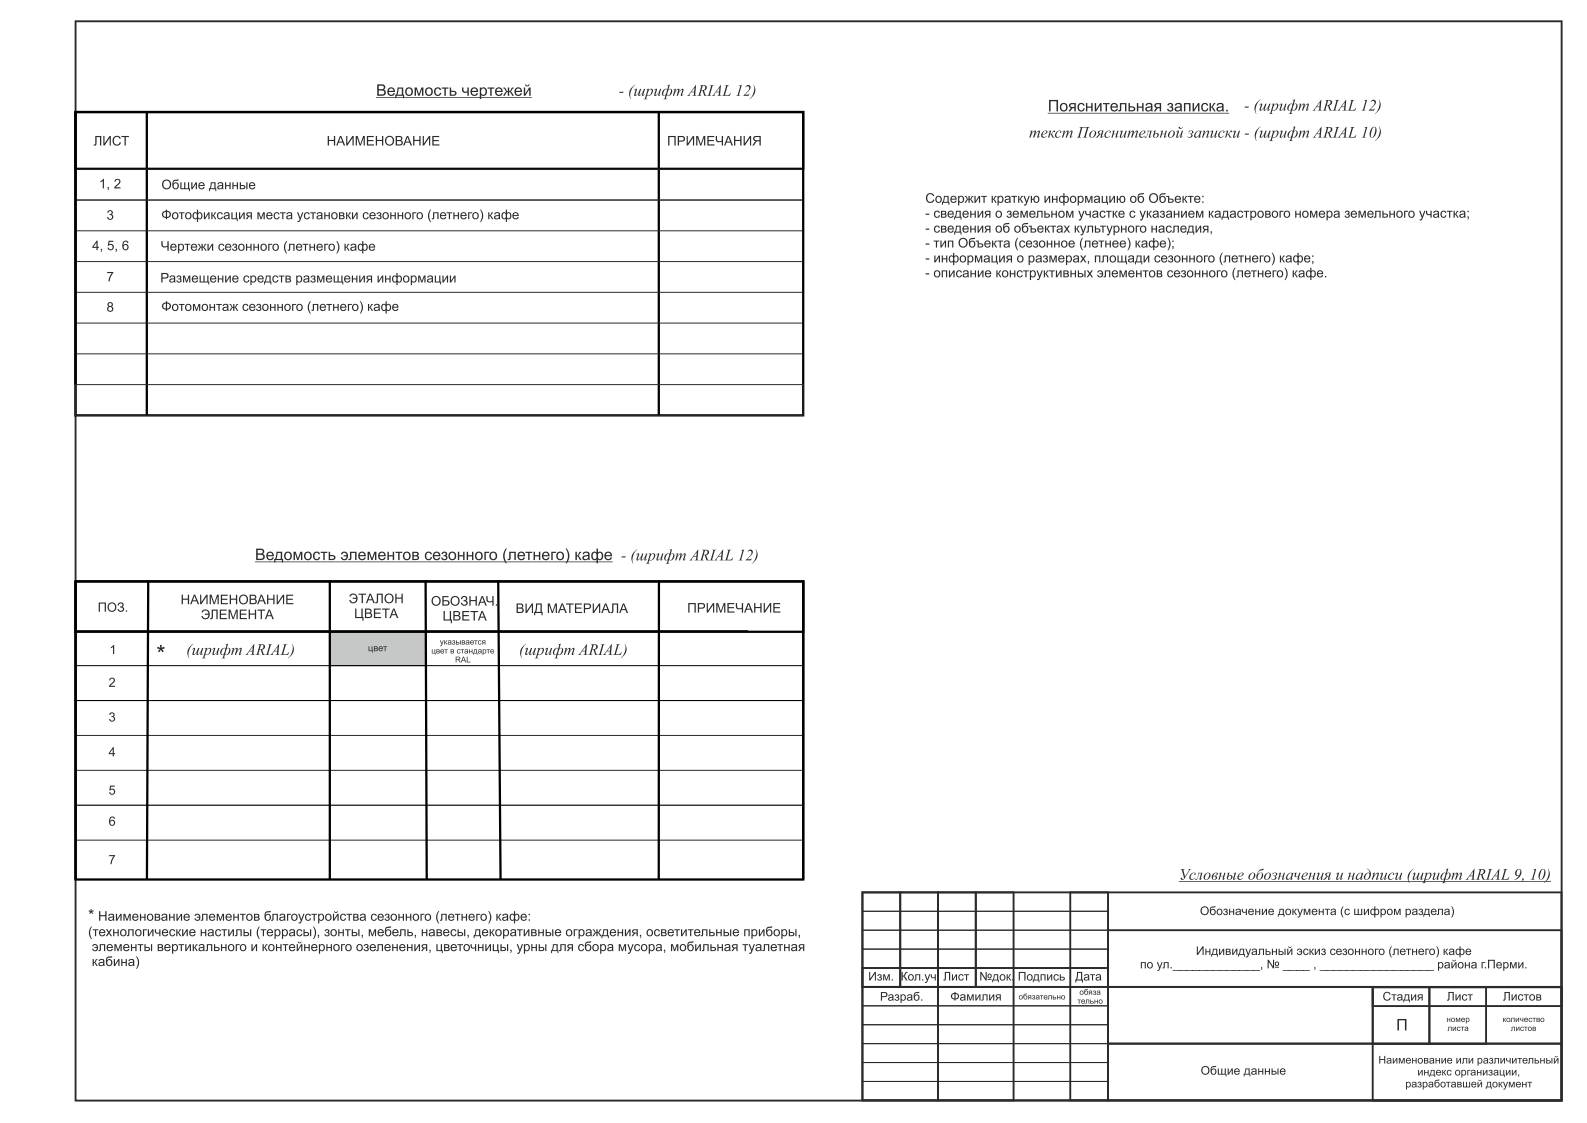 Ведомость чертежей - (шрифт ARIAL 12)
ЛИСТ НАИМЕНОВАНИЕ ПРИМЕЧАНИЯ
1, 2 Общие данные
3 Фотофиксация места установки сезонного (летнего) кафе
4, 5, 6 Чертежи сезонного (летнего) кафе
7 Размещение средств размещения информации
8 Фотомонтаж сезонного (летнего) кафе
Пояснительная записка. - (шрифт ARIAL 12)
текст Пояснительной записки - (шрифт ARIAL 10)
Содержит краткую информацию об Объекте:
- сведения о земельном участке с указанием кадастрового номера земельного участка;
- сведения об объектах культурного наследия,
- тип Объекта (сезонное (летнее) кафе);
- информация о размерах, площади сезонного (летнего) кафе;
- описание конструктивных элементов сезонного (летнего) кафе.
Ведомость элементов сезонного (летнего) кафе - (шрифт ARIAL 12)
ПОЗ. НАИМЕНОВАНИЕ ЭЛЕМЕНТА ЭТАЛОН ЦВЕТА ОБОЗНАЧ. ЦВЕТА ВИД МАТЕРИАЛА ПРИМЕЧАНИЕ
1 * (шрифт ARIAL) цвет указывается цвет в стандарте RAL (шрифт ARIAL)
2
3
4
5
6
7
* Наименование элементов благоустройства сезонного (летнего) кафе:
(технологические настилы (террасы), зонты, мебель, навесы, декоративные ограждения, осветительные приборы,
элементы вертикального и контейнерного озеленения, цветочницы, урны для сбора мусора, мобильная туалетная
кабина)
Условные обозначения и надписи (шрифт ARIAL 9, 10)
Обозначение документа (с шифром раздела)
Индивидуальный эскиз сезонного (летнего) кафе
по ул._____________, № ____ , _________________ района г.Перми.
Изм. Кол.уч Лист №док. Подпись Дата
Разраб. Фамилия обязательно обяза
тельно
Стадия Лист Листов
П номер листа количество листов
Общие данные
Наименование или различительный
индекс организации,
разработавшей документ